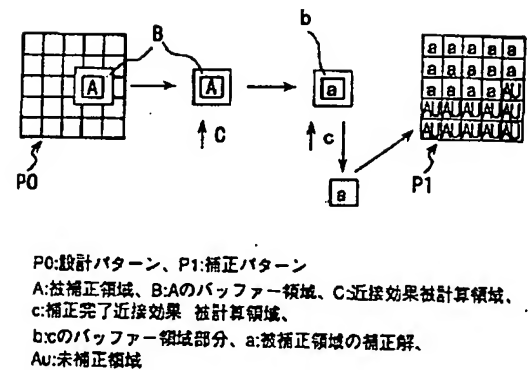 B
b
A
A
a
C
c
a
P0
P1
a a a a a
a a a a a
a a a a AU
AU AU AU AU AU
AU AU AU AU AU
P0:設計パターン、P1:補正パターン
A:被補正領域、B:Aのバッファー領域、C:近接効果被計算領域、
c:補正完了近接効果 被計算領域、
b:cのバッファー領域部分、a:被補正領域の補正解、
Au:未補正領域